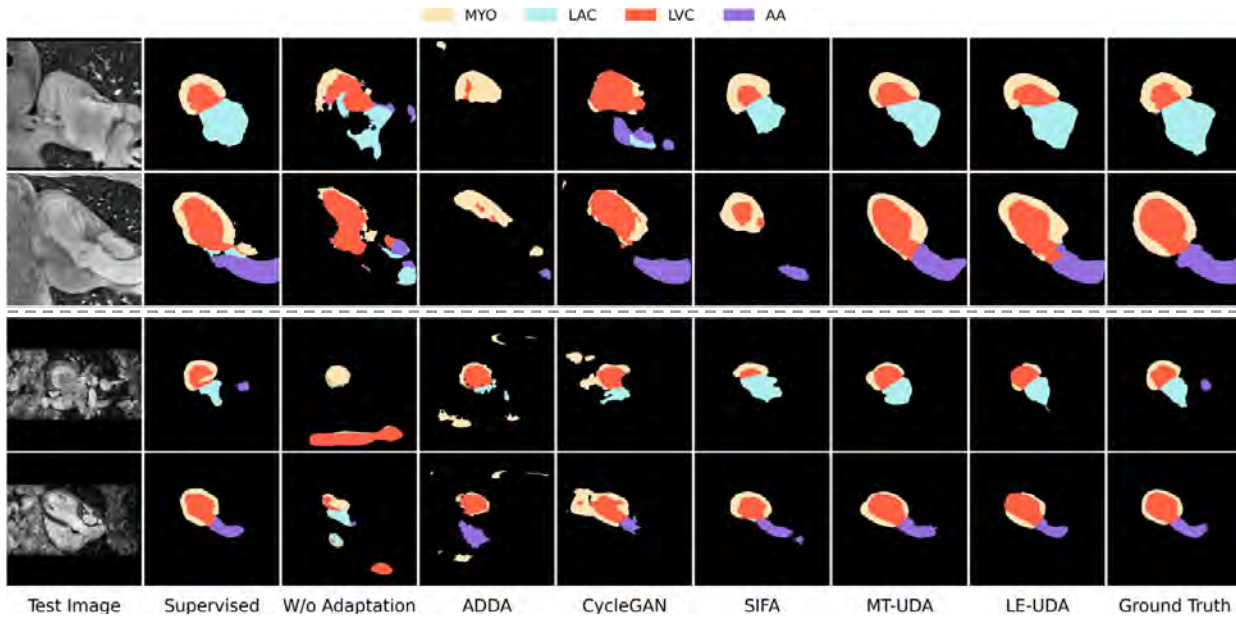 MYO LAC LVC AA
Test Image Supervised W/o Adaptation ADDA CycleGAN SIFA MT-UDA LE-UDA Ground Truth